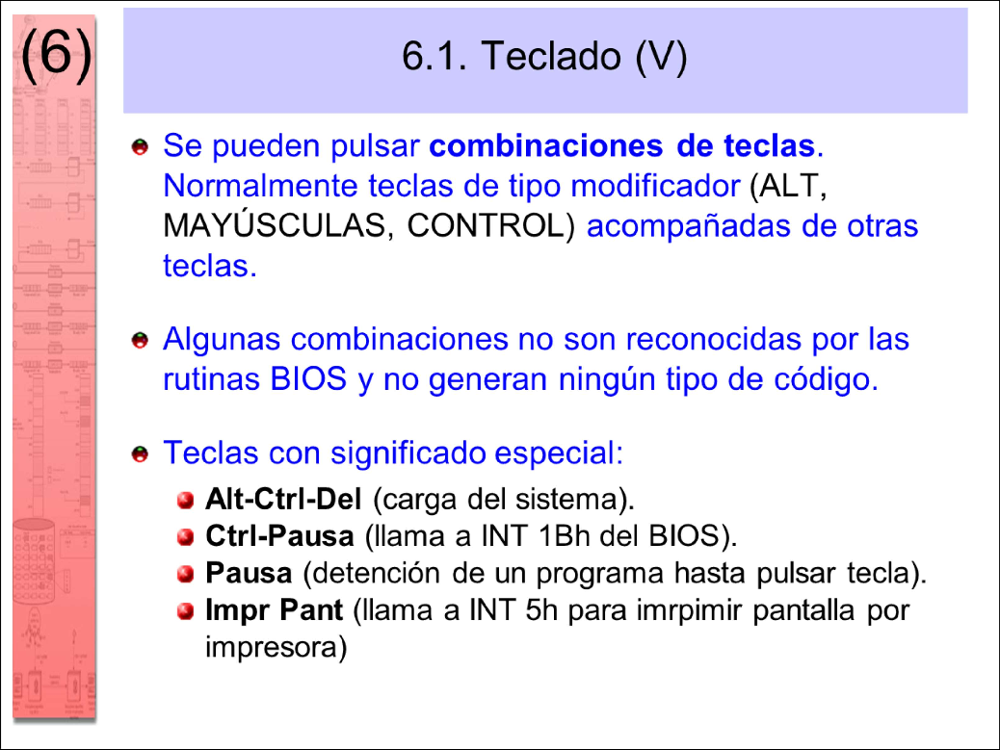 (6)
6.1. Teclado (V)
Se pueden pulsar combinaciones de teclas.
Normalmente teclas de tipo modificador (ALT,
MAYÚSCULAS, CONTROL) acompañadas de otras
teclas.
Algunas combinaciones no son reconocidas por las
rutinas BIOS y no generan ningún tipo de código.
Teclas con significado especial:
Alt-Ctrl-Del (carga del sistema).
Ctrl-Pausa (llama a INT 1Bh del BIOS).
Pausa (detención de un programa hasta pulsar tecla).
Impr Pant (llama a INT 5h para imrpimir pantalla por
impresora)